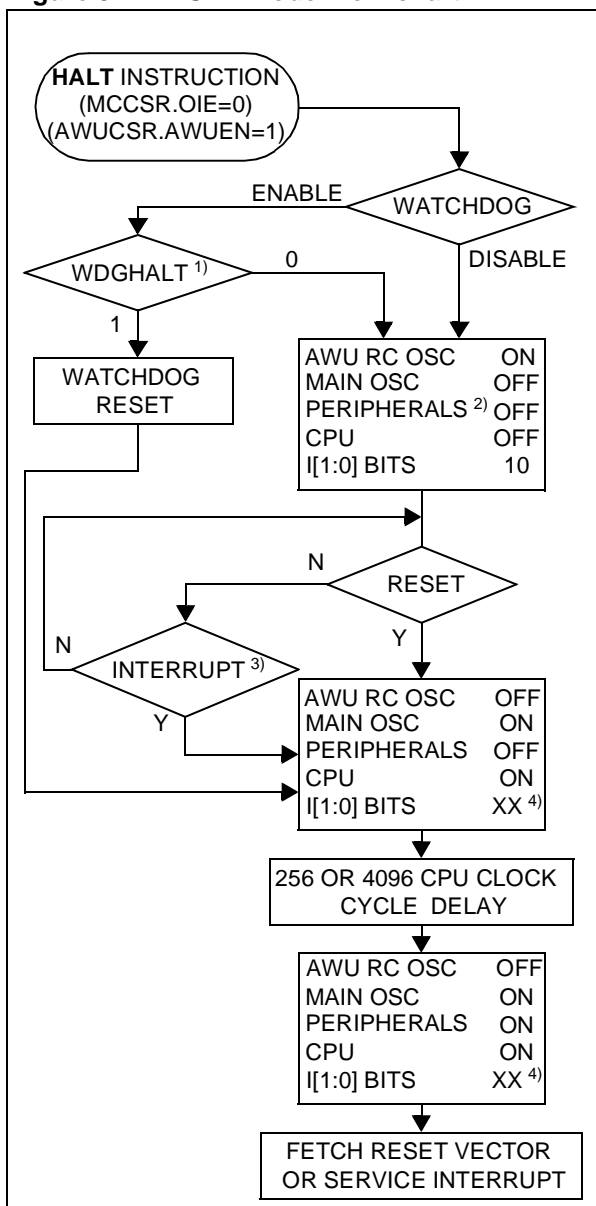 HALT INSTRUCTION
(MCCSR.OIE=0)
(AWUCSR.AWUEN=1)
ENABLE
WATCHDOG
WDGHALT 1)
0
DISABLE
1
WATCHDOG
RESET
AWU RC OSC ON
MAIN OSC OFF
PERIPHERALS 2) OFF
CPU OFF
I[1:0] BITS 10
N
RESET
N
Y
INTERRUPT 3)
Y
AWU RC OSC OFF
MAIN OSC ON
PERIPHERALS OFF
CPU ON
I[1:0] BITS XX 4)
256 OR 4096 CPU CLOCK
CYCLE DELAY
AWU RC OSC OFF
MAIN OSC ON
PERIPHERALS ON
CPU ON
I[1:0] BITS XX 4)
FETCH RESET VECTOR
OR SERVICE INTERRUPT